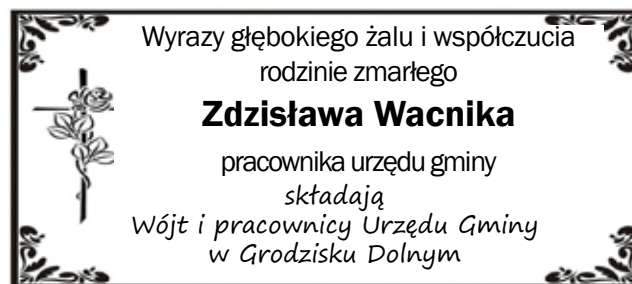 Wyrazy głębokiego żalu i współczucia
rodzinie zmarłego
Zdzisława Wacnika
pracownika urzędu gminy
składają
Wójt i pracownicy Urzędu Gminy
w Grodzisku Dolnym